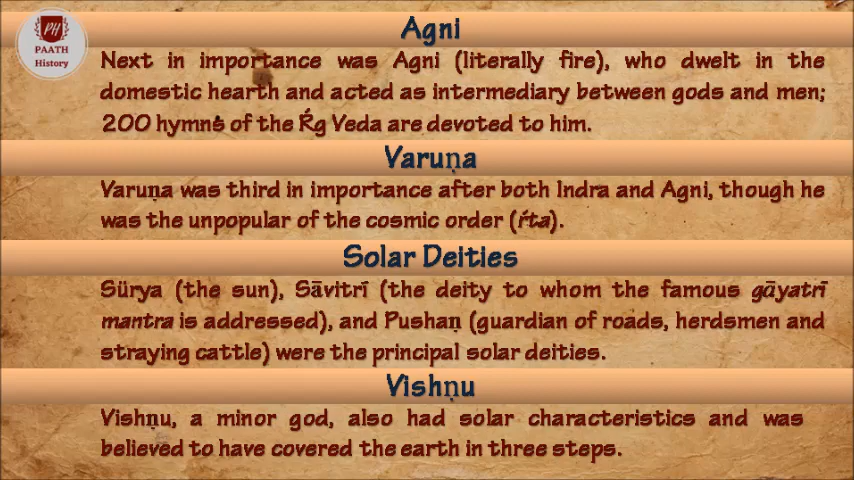 PH
PAATH
History
Agni
Next in importance was Agni (literally fire), who dwelt in the
domestic hearth and acted as intermediary between gods and men;
200 hymns of the Ŕg Veda are devoted to him.
Varuṇa
Varuṇa was third in importance after both Indra and Agni, though he
was the unpopular of the cosmic order (ŕta).
Solar Deities
Sürya (the sun), Sāvitrī (the deity to whom the famous gāyatrī
mantra is addressed), and Pushaṇ (guardian of roads, herdsmen and
straying cattle) were the principal solar deities.
Vishṇu
Vishṇu, a minor god, also had solar characteristics and was
believed to have covered the earth in three steps.